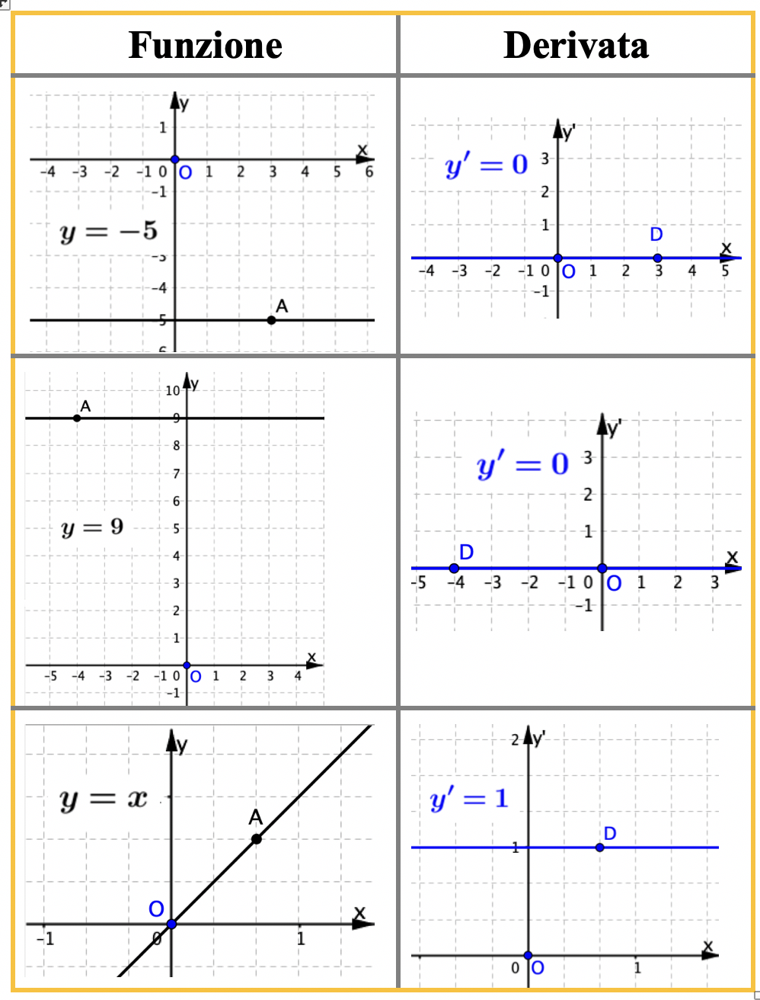 Funzione
Derivata
y
1
x
-4 -3 -2 -1 0 O 1 2 3 4 5 6
-1
y = −5
-3
-4
A
-5
y'
y′ = 0
3
2
1
D
x
-4 -3 -2 -1 0 O 1 2 3 4 5
-1
y
10
A
9
8
7
6
y = 9
5
4
3
2
1
x
-5 -4 -3 -2 -1 0 O 1 2 3 4
-1
y'
y′ = 0
3
2
1
D
x
-5 -4 -3 -2 -1 0 O 1 2 3
-1
y
y = x
A
O
x
-1 0 1
2 y'
y′ = 1
D
1
x
0 O 1